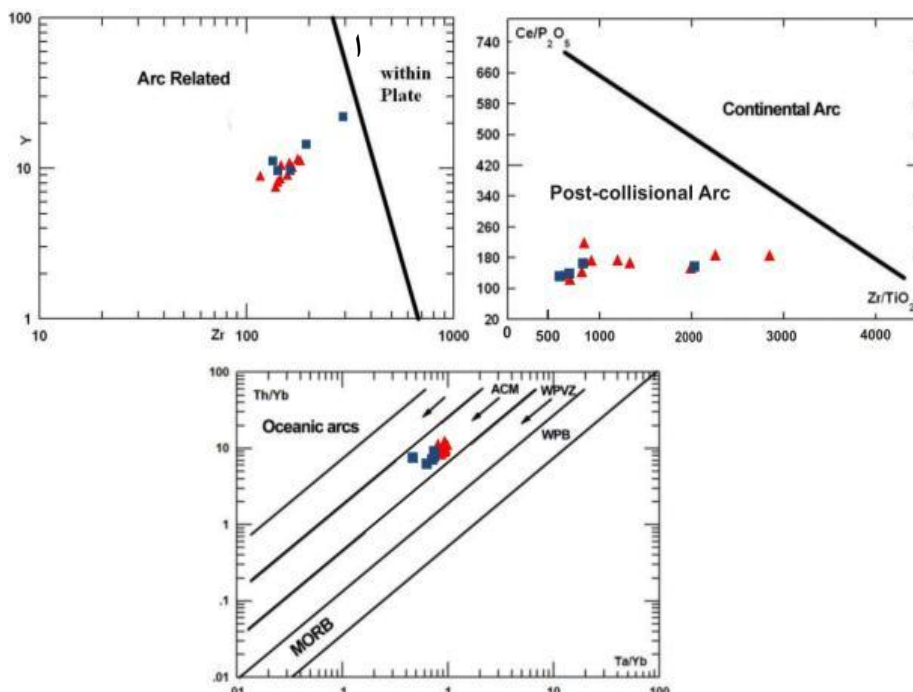 100
Arc Related
within
Plate
Y
10
1
10
Zr
100
1000
Ce/P2O5
740
660
580
500
420
340
260
180
100
20
Continental Arc
Post-collisional Arc
Zr/TiO2
0
500
1000
2000
3000
4000
100
10
1
.1
.01
Th/Yb
Oceanic arcs
ACM
WPVZ
WPB
MORB
Ta/Yb
.01
.1
1
10
100